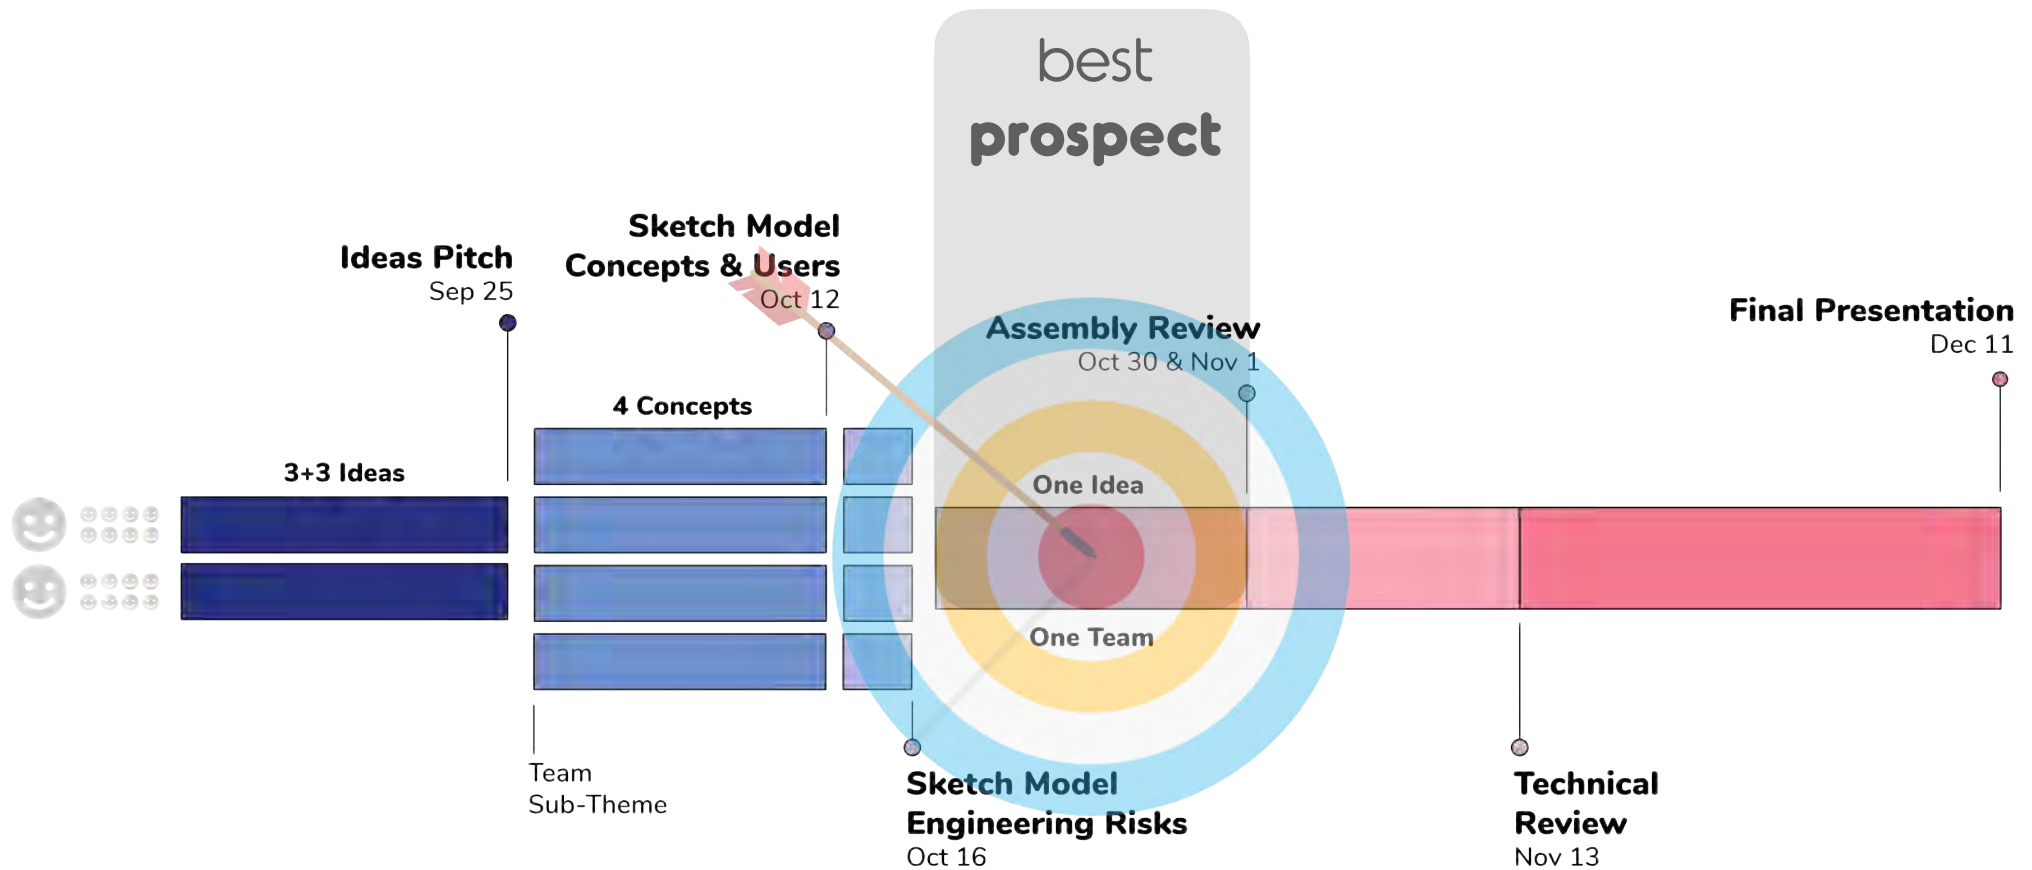 best
prospect
Sketch Model
Concepts & Users
Oct 12
Ideas Pitch
Sep 25
Assembly Review
Oct 30 & Nov 1
Final Presentation
Dec 11
4 Concepts
3+3 Ideas
One Idea
One Team
Team
Sub-Theme
Sketch Model
Engineering Risks
Oct 16
Technical
Review
Nov 13